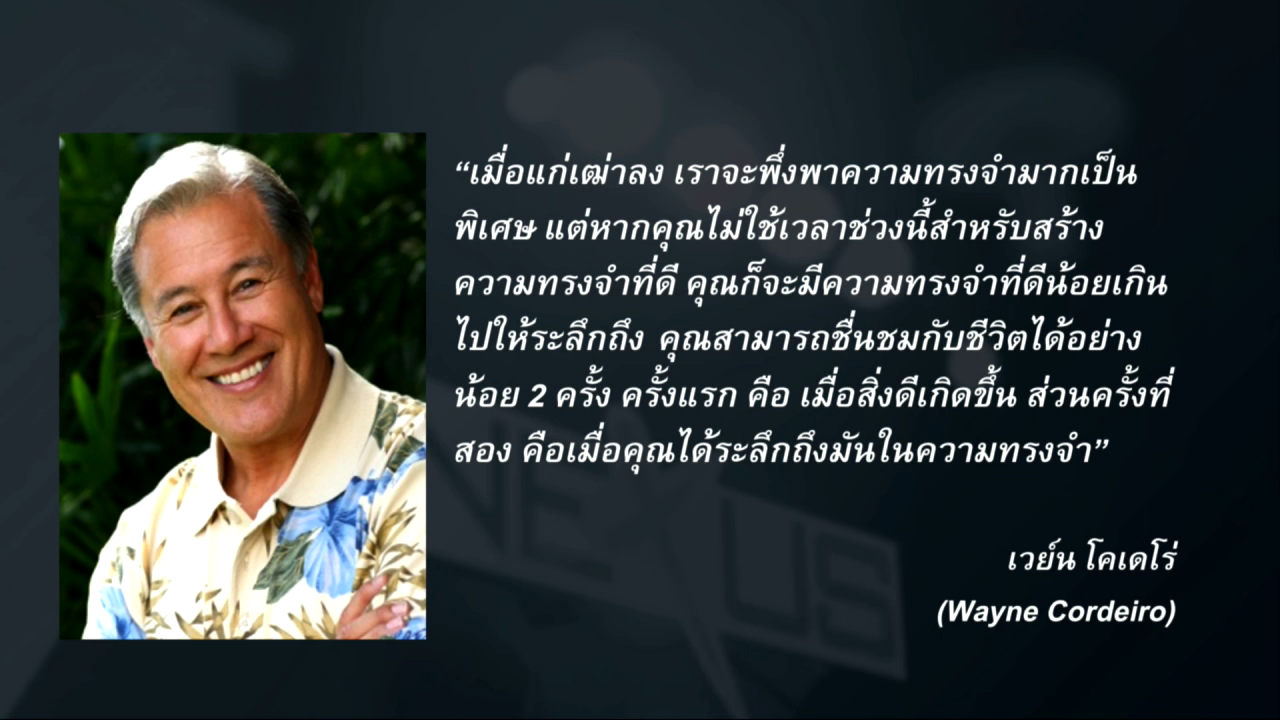 “เมื่อแก่เฒ่าลง เราจะพึ่งพาความทรงจำมากเป็น
พิเศษ แต่หากคุณไม่ใช้เวลาช่วงนี้สำหรับสร้าง
ความทรงจำที่ดี คุณก็จะมีความทรงจำที่ดีน้อยเกิน
ไปให้ระลึกถึง คุณสามารถชื่นชมกับชีวิตได้อย่าง
น้อย 2 ครั้ง ครั้งแรก คือ เมื่อสิ่งดีเกิดขึ้น ส่วนครั้งที่
สอง คือเมื่อคุณได้ระลึกถึงมันในความทรงจำ”
เวย์น โคเดโร่
(Wayne Cordeiro)